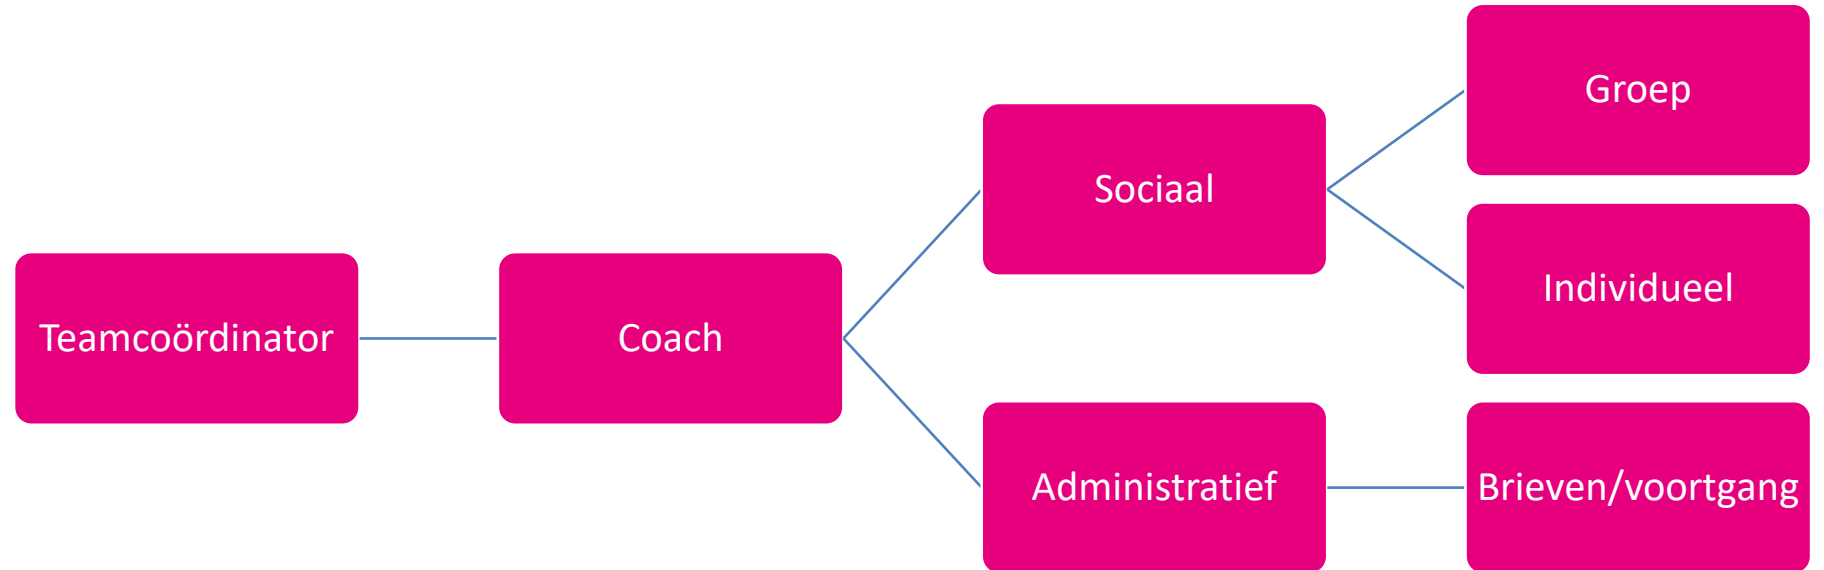 Teamcoördinator
Coach
Sociaal
Groep
Individueel
Administratief
Brieven/voortgang